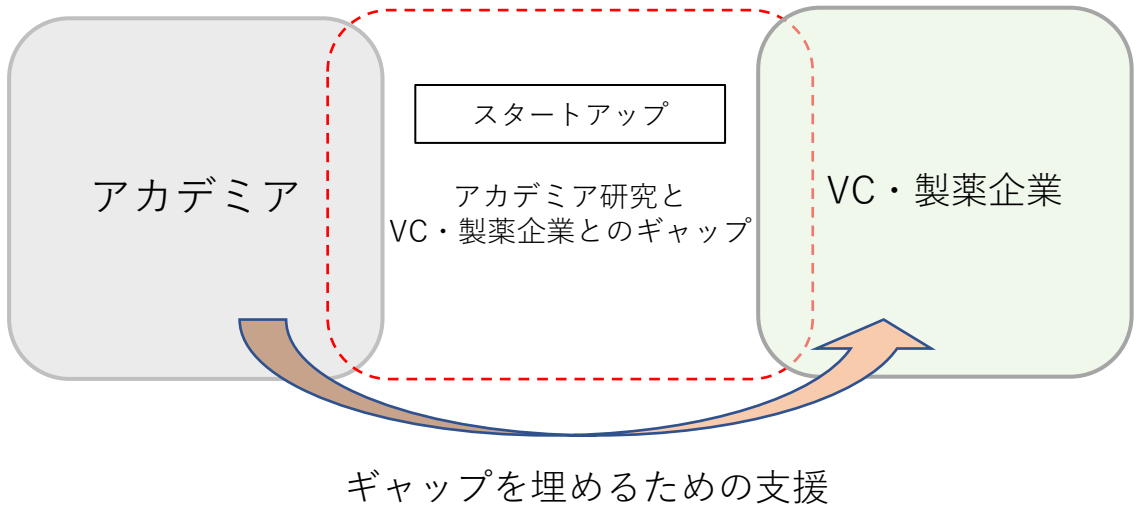 スタートアップ
アカデミア
アカデミア研究と
VC・製薬企業とのギャップ
VC・製薬企業
ギャップを埋めるための支援